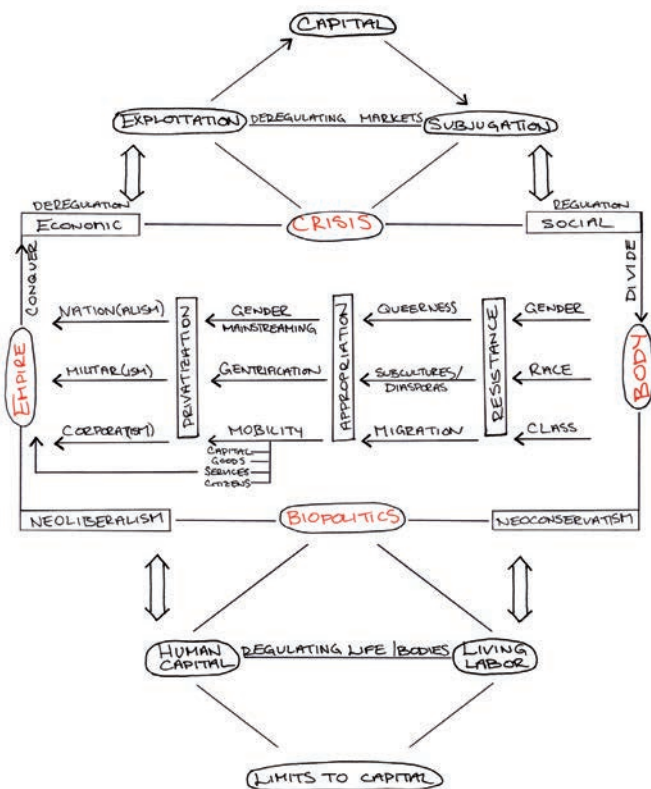 CAPITAL
EXPLOITATION
DEREGULATING MARKETS
SUBJUGATION
DEREGULATION
ECONOMIC
CRISIS
REGULATION
SOCIAL
CONQUER
DIVIDE
EMPIRE
NATION(ALISM)
PRIVATIZATION
GENDER
MAINSTREAMING
APPROPRIATION
QUEERNESS
RESISTANCE
GENDER
BODY
MILITAR(ISM)
GENTRIFICATION
SUBCULTURES/
DIASPORAS
RACE
CORPORAT(ISM)
MOBILITY
MIGRATION
CLASS
CAPITAL
GOODS
SERVICES
CITIZENS
NEOLIBERALISM
BIOPOLITICS
NEOCONSERVATISM
HUMAN
CAPITAL
REGULATING LIFE/BODIES
LIVING
LABOR
LIMITS TO CAPITAL